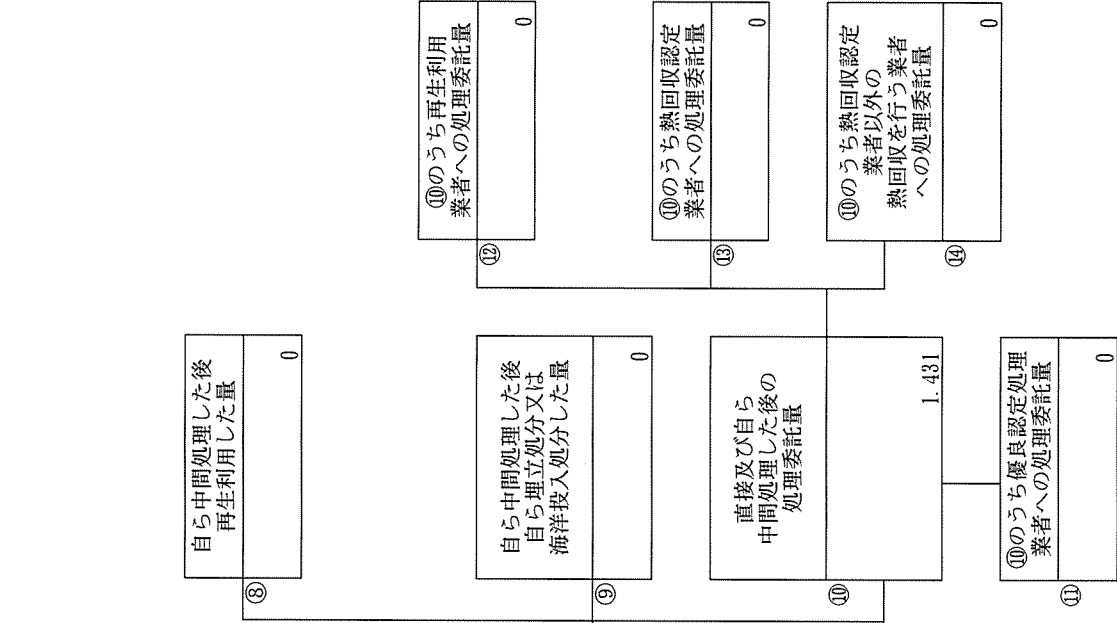 ⑧
自ら中間処理した後
再生利用した量
0
⑨
自ら中間処理した後
自ら埋立処分又は
海洋投入処分した量
0
⑩
直接及び自ら
中間処理した後の
処理委託量
1.431
⑪
⑩のうち優良認定処理
業者への処理委託量
0
⑫
⑩のうち再生利用
業者への処理委託量
0
⑬
⑩のうち熱回収認定
業者への処理委託量
0
⑭
⑩のうち熱回収認定
業者以外の
熱回収を行う業者
への処理委託量
0